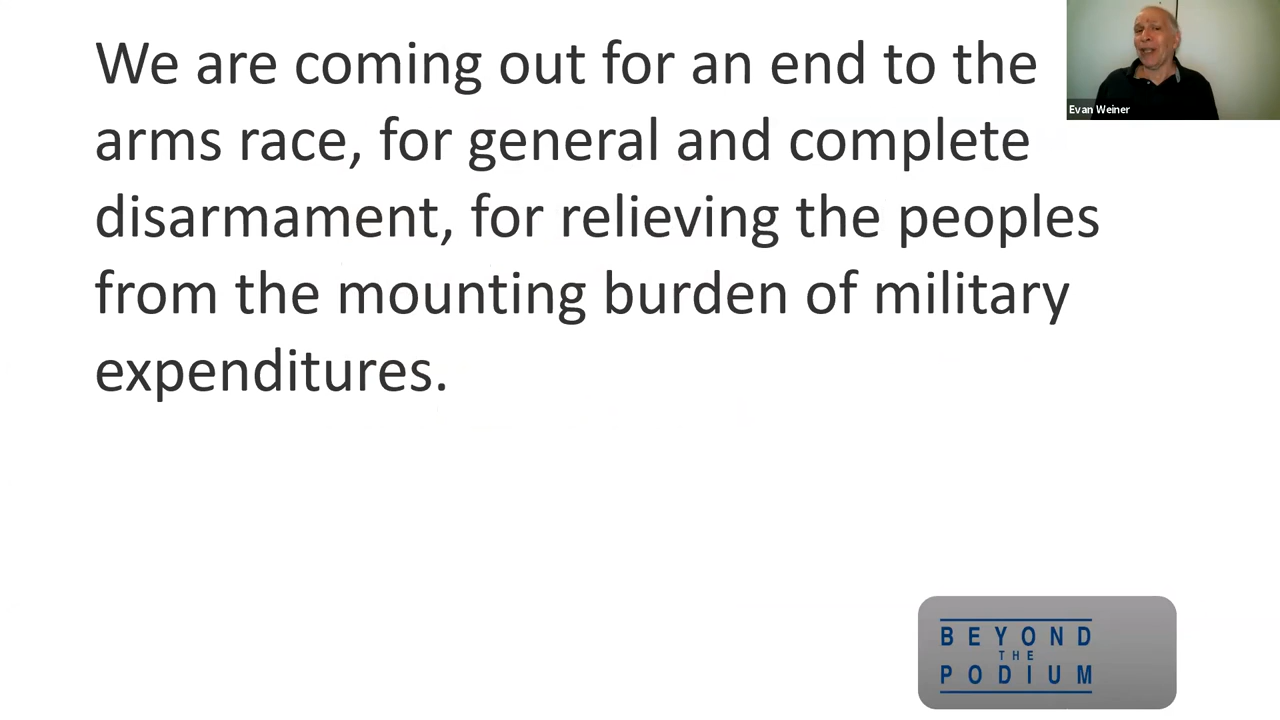 We are coming out for an end to the
arms race, for general and complete
disarmament, for relieving the peoples
from the mounting burden of military
expenditures.
Evan Weiner
BEYOND
THE
PODIUM